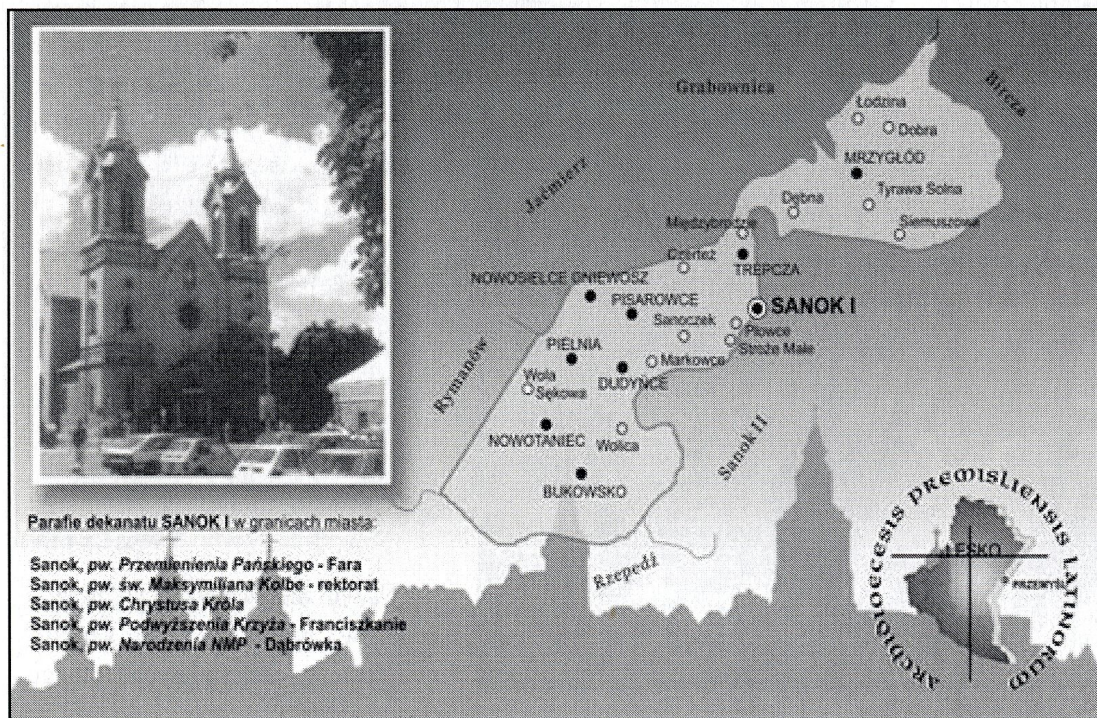 Grabownica
Bircza
Łodzina
Dobra
MRZYGŁÓD
Jaćmierz
Dębna
Tyrawa Solna
Międzybrodzie
Siemuszowa
Czerteż
TREPCZA
NOWOSIELCE GNIEWOSZ
PISAROWCE
SANOK I
Sanoczek
Płowce
Stróże Małe
PIELNIA
Markowce
Rymanów
Wola
Sękowa
DUDYŃCE
NOWOTANIEC
Wolica
Sanok II
BUKOWSKO
Rzepedź
Parafie dekanatu SANOK I w granicach miasta:
Sanok, pw. Przemienienia Pańskiego - Fara
Sanok, pw. św. Maksymiliana Kolbe - rektorat
Sanok, pw. Chrystusa Króla
Sanok, pw. Podwyższenia Krzyża - Franciszkanie
Sanok, pw. Narodzenia NMP - Dąbrówka
ARCHIDIOECESIS PREMISLIENSIS LATINORUM
LESKO
PRZEMYŚL